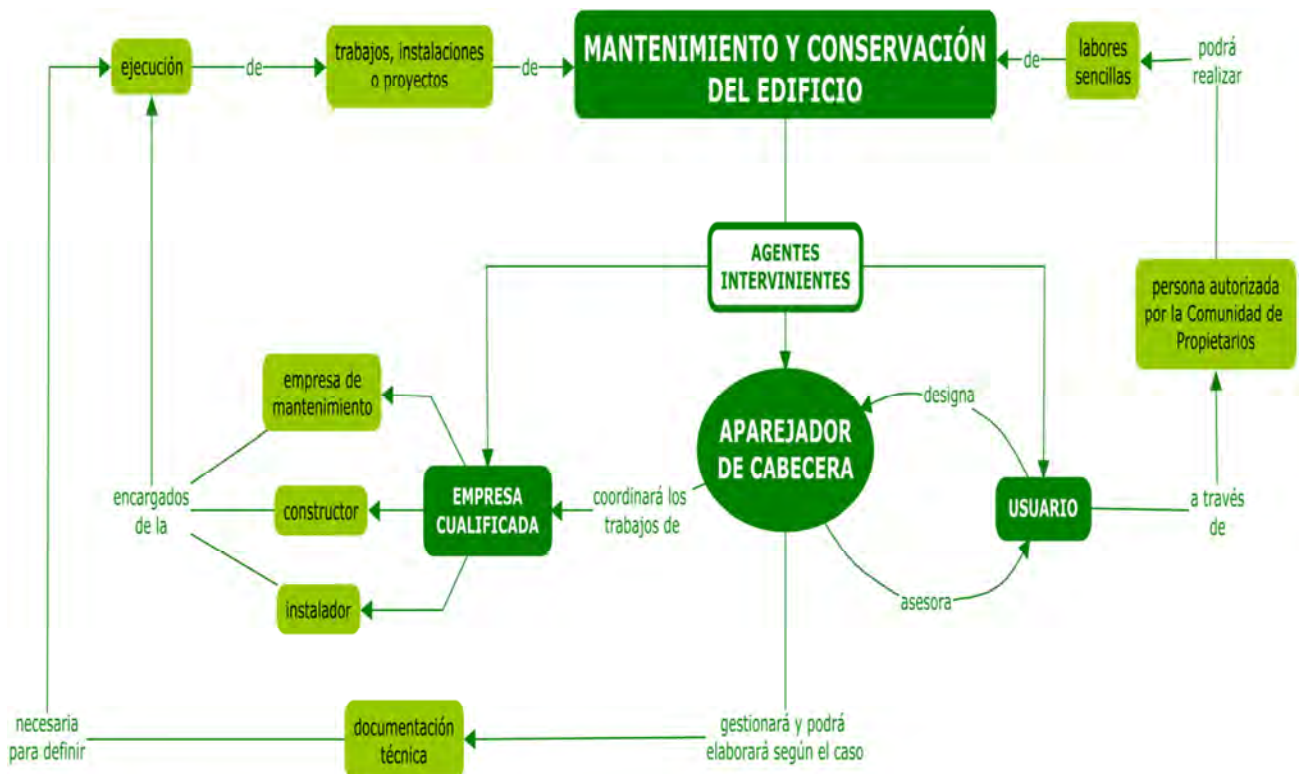 MANTENIMIENTO Y CONSERVACIÓN
DEL EDIFICIO
ejecución
de
trabajos, instalaciones
o proyectos
de
de
labores
sencillas
podrá
realizar
AGENTES
INTERVINIENTES
persona autorizada
por la Comunidad de
Propietarios
empresa de
mantenimiento
designa
APAREJADOR
DE CABECERA
encargados
de la
constructor
EMPRESA
CUALIFICADA
coordinará los
trabajos de
USUARIO
a través
de
instalador
asesora
necesaria
para definir
documentación
técnica
gestionará y podrá
elaborará según el caso